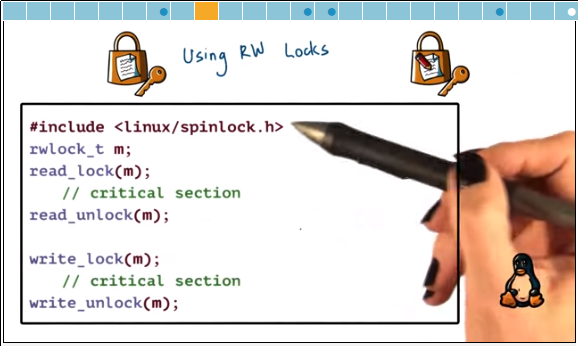 Using RW Locks
#include <linux/spinlock.h>
rwlock_t m;
read_lock(m);
// critical section
read_unlock(m);
write_lock(m);
// critical section
write_unlock(m);